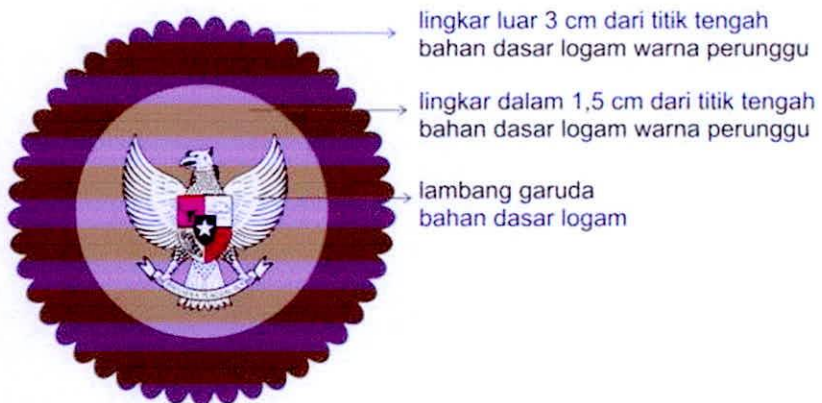 lingkar luar 3 cm dari titik tengah
bahan dasar logam warna perunggu
lingkar dalam 1,5 cm dari titik tengah
bahan dasar logam warna perunggu
lambang garuda
bahan dasar logam